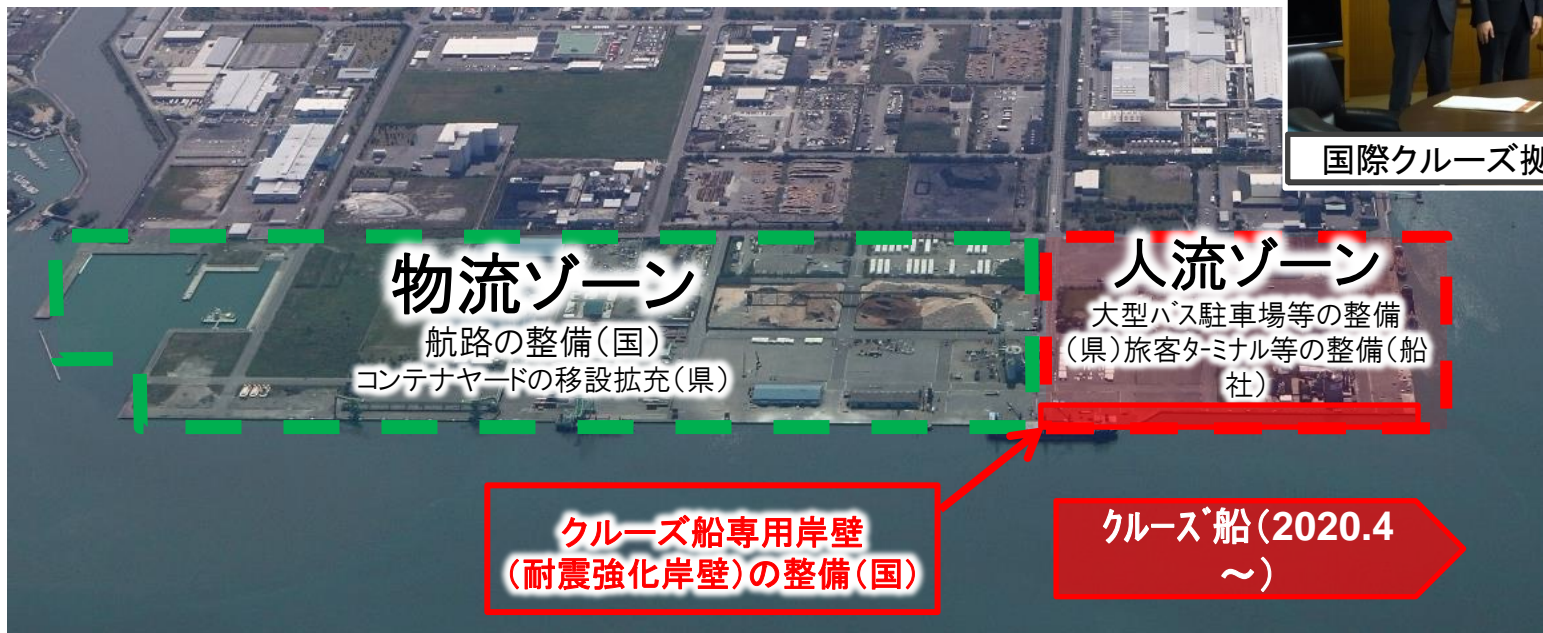 国際クルーズ拠
物流ゾーン
航路の整備(国)
コンテナヤードの移設拡充(県)
人流ゾーン
大型バス駐車場等の整備
(県)旅客ターミナル等の整備(船
社)
クルーズ船専用岸壁
(耐震強化岸壁)の整備(国)
クルーズ船(2020.4
～)